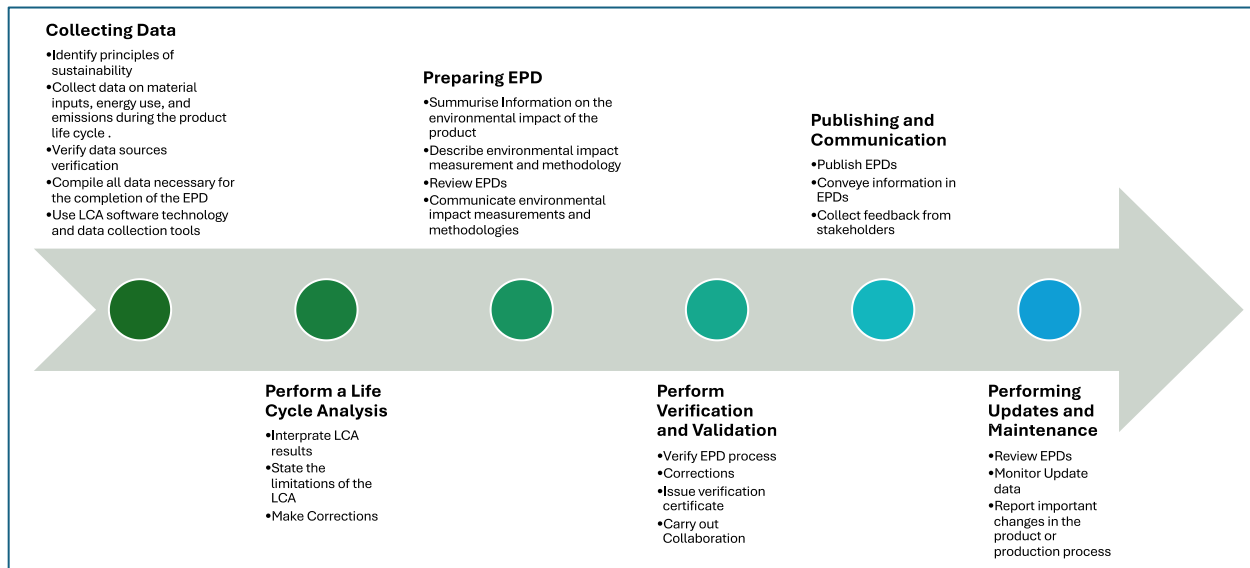 Collecting Data
•Identify principles of
sustainability
•Collect data on material
inputs, energy use, and
emissions during the product
life cycle .
•Verify data sources
verification
•Compile all data necessary for
the completion of the EPD
•Use LCA software technology
and data collection tools
Perform a Life
Cycle Analysis
•Interprate LCA
results
•State the
limitations of the
LCA
•Make Corrections
Preparing EPD
•Summarise Information on the
environmental impact of the
product
•Describe environmental impact
measurement and methodology
•Review EPDs
•Communicate environmental
impact measurements and
methodologies
Perform
Verification
and Validation
•Verify EPD process
•Corrections
•Issue verification
certificate
•Carry out
Collaboration
Publishing and
Communication
•Publish EPDs
•Conveye information in
EPDs
•Collect feedback from
stakeholders
Performing
Updates and
Maintenance
•Review EPDs
•Monitor Update
data
•Report important
changes in the
product or
production process